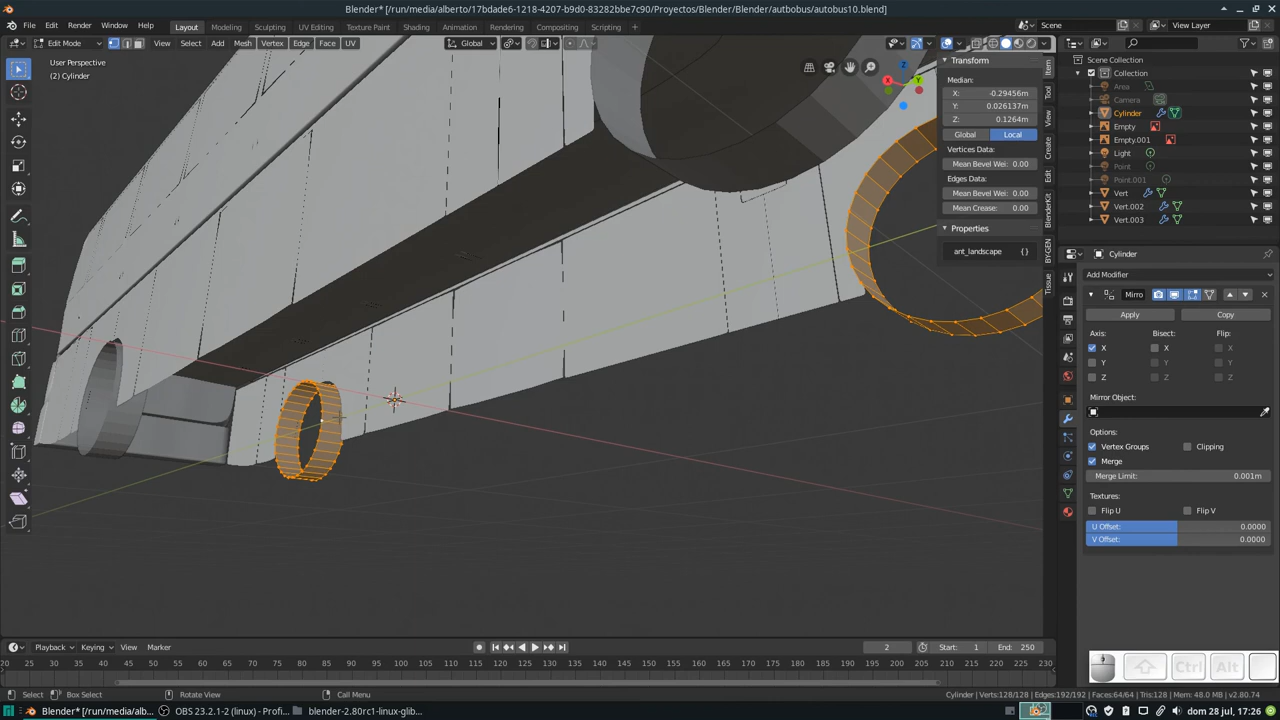 Blender* [/run/media/alberto/17bdade6-1218-4207-b9d0-83282bbe7c90/Proyectos/Blender/Blender/autbobus/autobus10.blend]
File Edit Render Window Help Layout Modeling Sculpting UV Editing Texture Paint Shading Animation Rendering Compositing Scripting + Scene View Layer
Edit Mode View Select Add Mesh Vertex Edge Face UV Global
User Perspective
(2) Cylinder
Z
X
Y
Transform
Median:
X: -0.29456m
Y: 0.026137m
Z: 0.1264m
Global Local
Vertices Data:
Mean Bevel Wei: 0.00
Edges Data:
Mean Bevel Wei: 0.00
Mean Crease: 0.00
Properties
ant_landscape {}
Item
Tool
View
Create
Edit
BlenderKit
BY-GEN
Tissue
Scene Collection
Collection
Area
Camera
Cylinder
Empty
Empty.001
Light
Point
Point.001
Vert
Vert.002
Vert.003
Cylinder
Add Modifier
Mirro
Apply Copy
Axis: Bisect: Flip:
X X X
Y Y Y
Z Z Z
Mirror Object:
Options:
Vertex Groups Clipping
Merge
Merge Limit: 0.001m
Textures:
Flip U Flip V
U Offset: 0.0000
V Offset: 0.0000
Playback Keying View Marker 2 Start: 1 End: 250
20 25 30 35 40 45 50 55 60 65 70 75 80 85 90 95 100 105 110 115 120 125 130 135 140 145 150 155 160 165 170 175 180 185 190 195 200 205 210 215 220 225 230
Ctrl Alt
Select Box Select Rotate View Call Menu Cylinder | Verts:128/128 | Edges:192/192 | Faces:64/64 | Tris:128 | Mem: 48.0 MB | v2.80.74
Blender* [/run/media/alb... OBS 23.2.1-2 (linux) - Profi... blender-2.80rc1-linux-glib... dom 28 jul, 17:26